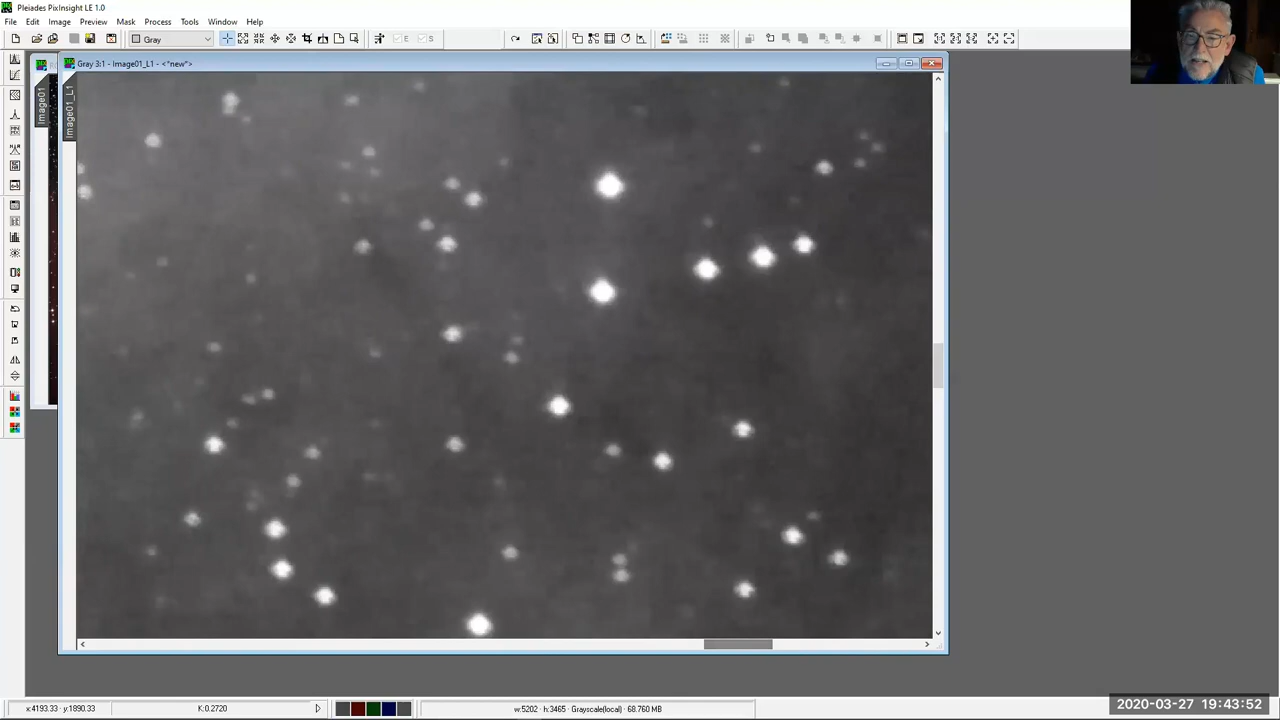 Pleiades PixInsight LE 1.0
File Edit Image Preview Mask Process Tools Window Help
Gray
Gray 3:1 - Image01_L1 - <*new*>
Image01
Image01_L1
x:4193.33 · y:1890.33
K:0.2720
w:5202 · h:3465 · Grayscale(local) · 68.760 MB
2020-03-27 19:43:52